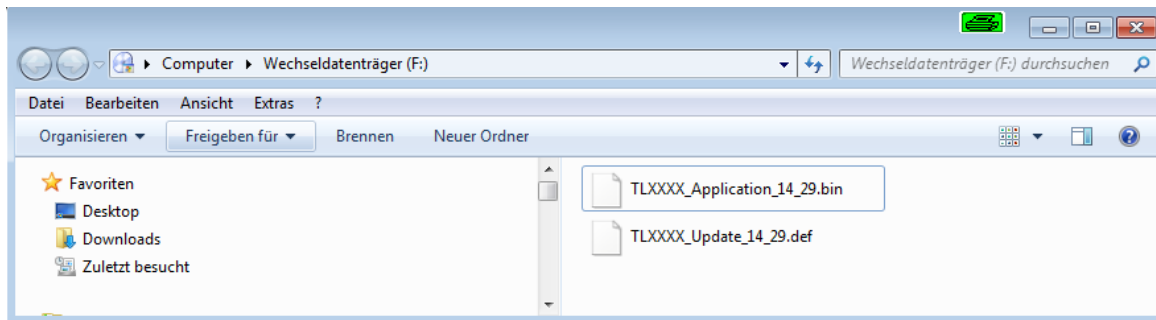 Computer Wechseldatenträger (F:) Wechseldatenträger (F:) durchsuchen
Datei Bearbeiten Ansicht Extras ?
Organisieren Freigeben für Brennen Neuer Ordner
Favoriten
Desktop
Downloads
Zuletzt besucht
TLXXXX_Application_14_29.bin
TLXXXX_Update_14_29.def